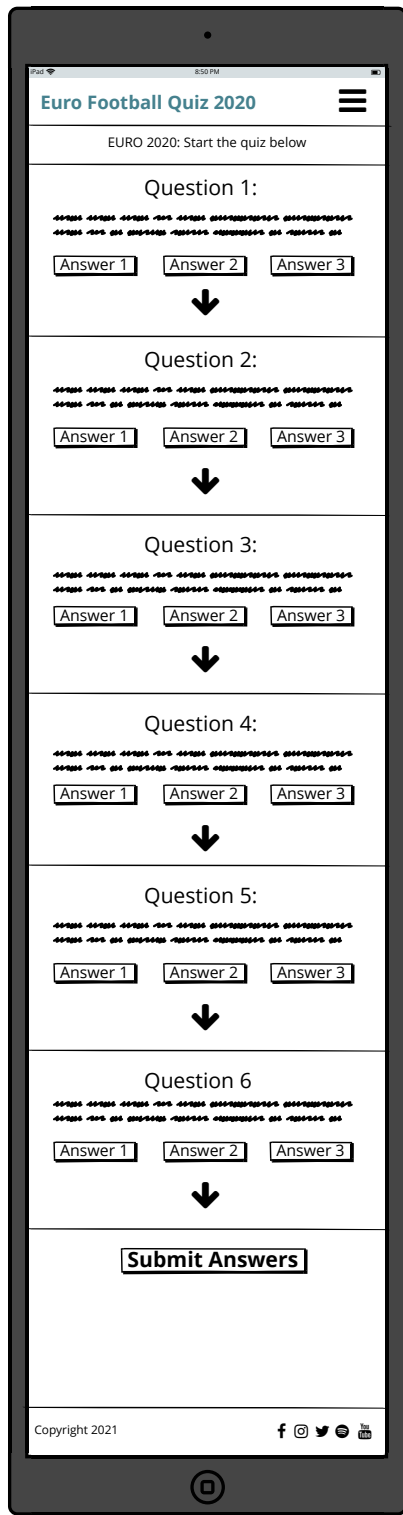 iPad 8:50 PM
Euro Football Quiz 2020
EURO 2020: Start the quiz below
Question 1:
Answer 1 Answer 2 Answer 3
Question 2:
Answer 1 Answer 2 Answer 3
Question 3:
Answer 1 Answer 2 Answer 3
Question 4:
Answer 1 Answer 2 Answer 3
Question 5:
Answer 1 Answer 2 Answer 3
Question 6
Answer 1 Answer 2 Answer 3
Submit Answers
Copyright 2021 You Tube